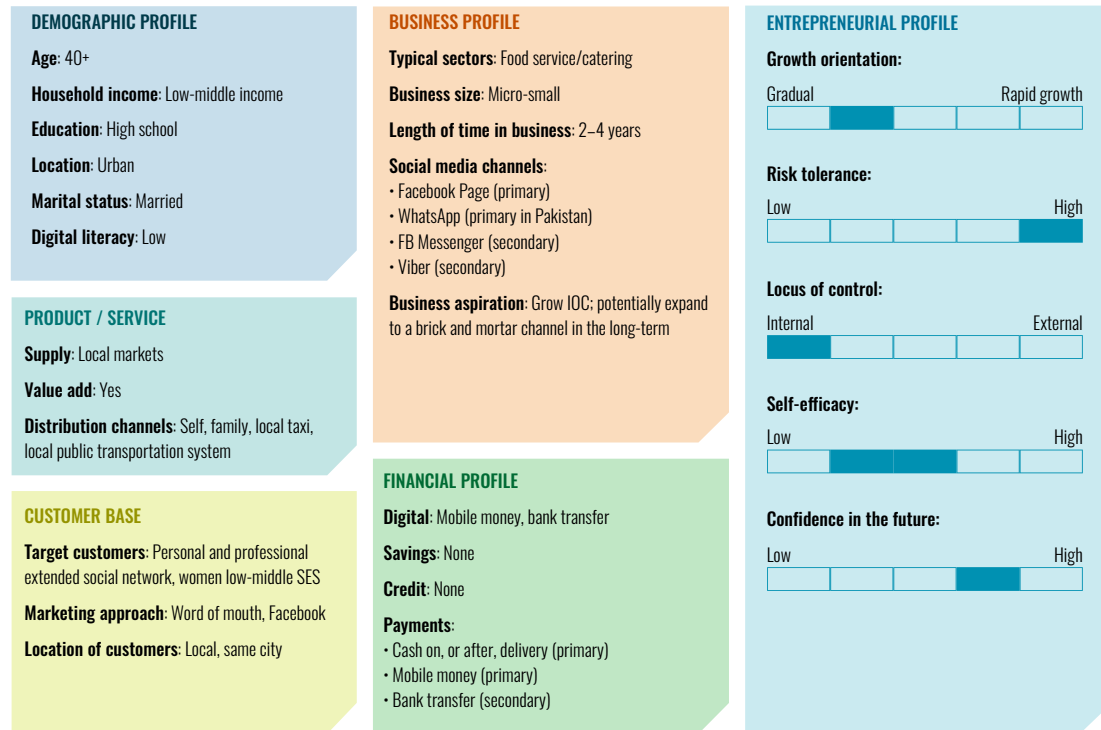 DEMOGRAPHIC PROFILE
Age: 40+
Household income: Low-middle income
Education: High school
Location: Urban
Marital status: Married
Digital literacy: Low
PRODUCT / SERVICE
Supply: Local markets
Value add: Yes
Distribution channels: Self, family, local taxi,
local public transportation system
CUSTOMER BASE
Target customers: Personal and professional
extended social network, women low-middle SES
Marketing approach: Word of mouth, Facebook
Location of customers: Local, same city
BUSINESS PROFILE
Typical sectors: Food service/catering
Business size: Micro-small
Length of time in business: 2–4 years
Social media channels:
• Facebook Page (primary)
• WhatsApp (primary in Pakistan)
• FB Messenger (secondary)
• Viber (secondary)
Business aspiration: Grow IOC; potentially expand
to a brick and mortar channel in the long-term
FINANCIAL PROFILE
Digital: Mobile money, bank transfer
Savings: None
Credit: None
Payments:
• Cash on, or after, delivery (primary)
• Mobile money (primary)
• Bank transfer (secondary)
ENTREPRENEURIAL PROFILE
Growth orientation:
Gradual Rapid growth
Risk tolerance:
Low High
Locus of control:
Internal External
Self-efficacy:
Low High
Confidence in the future:
Low High